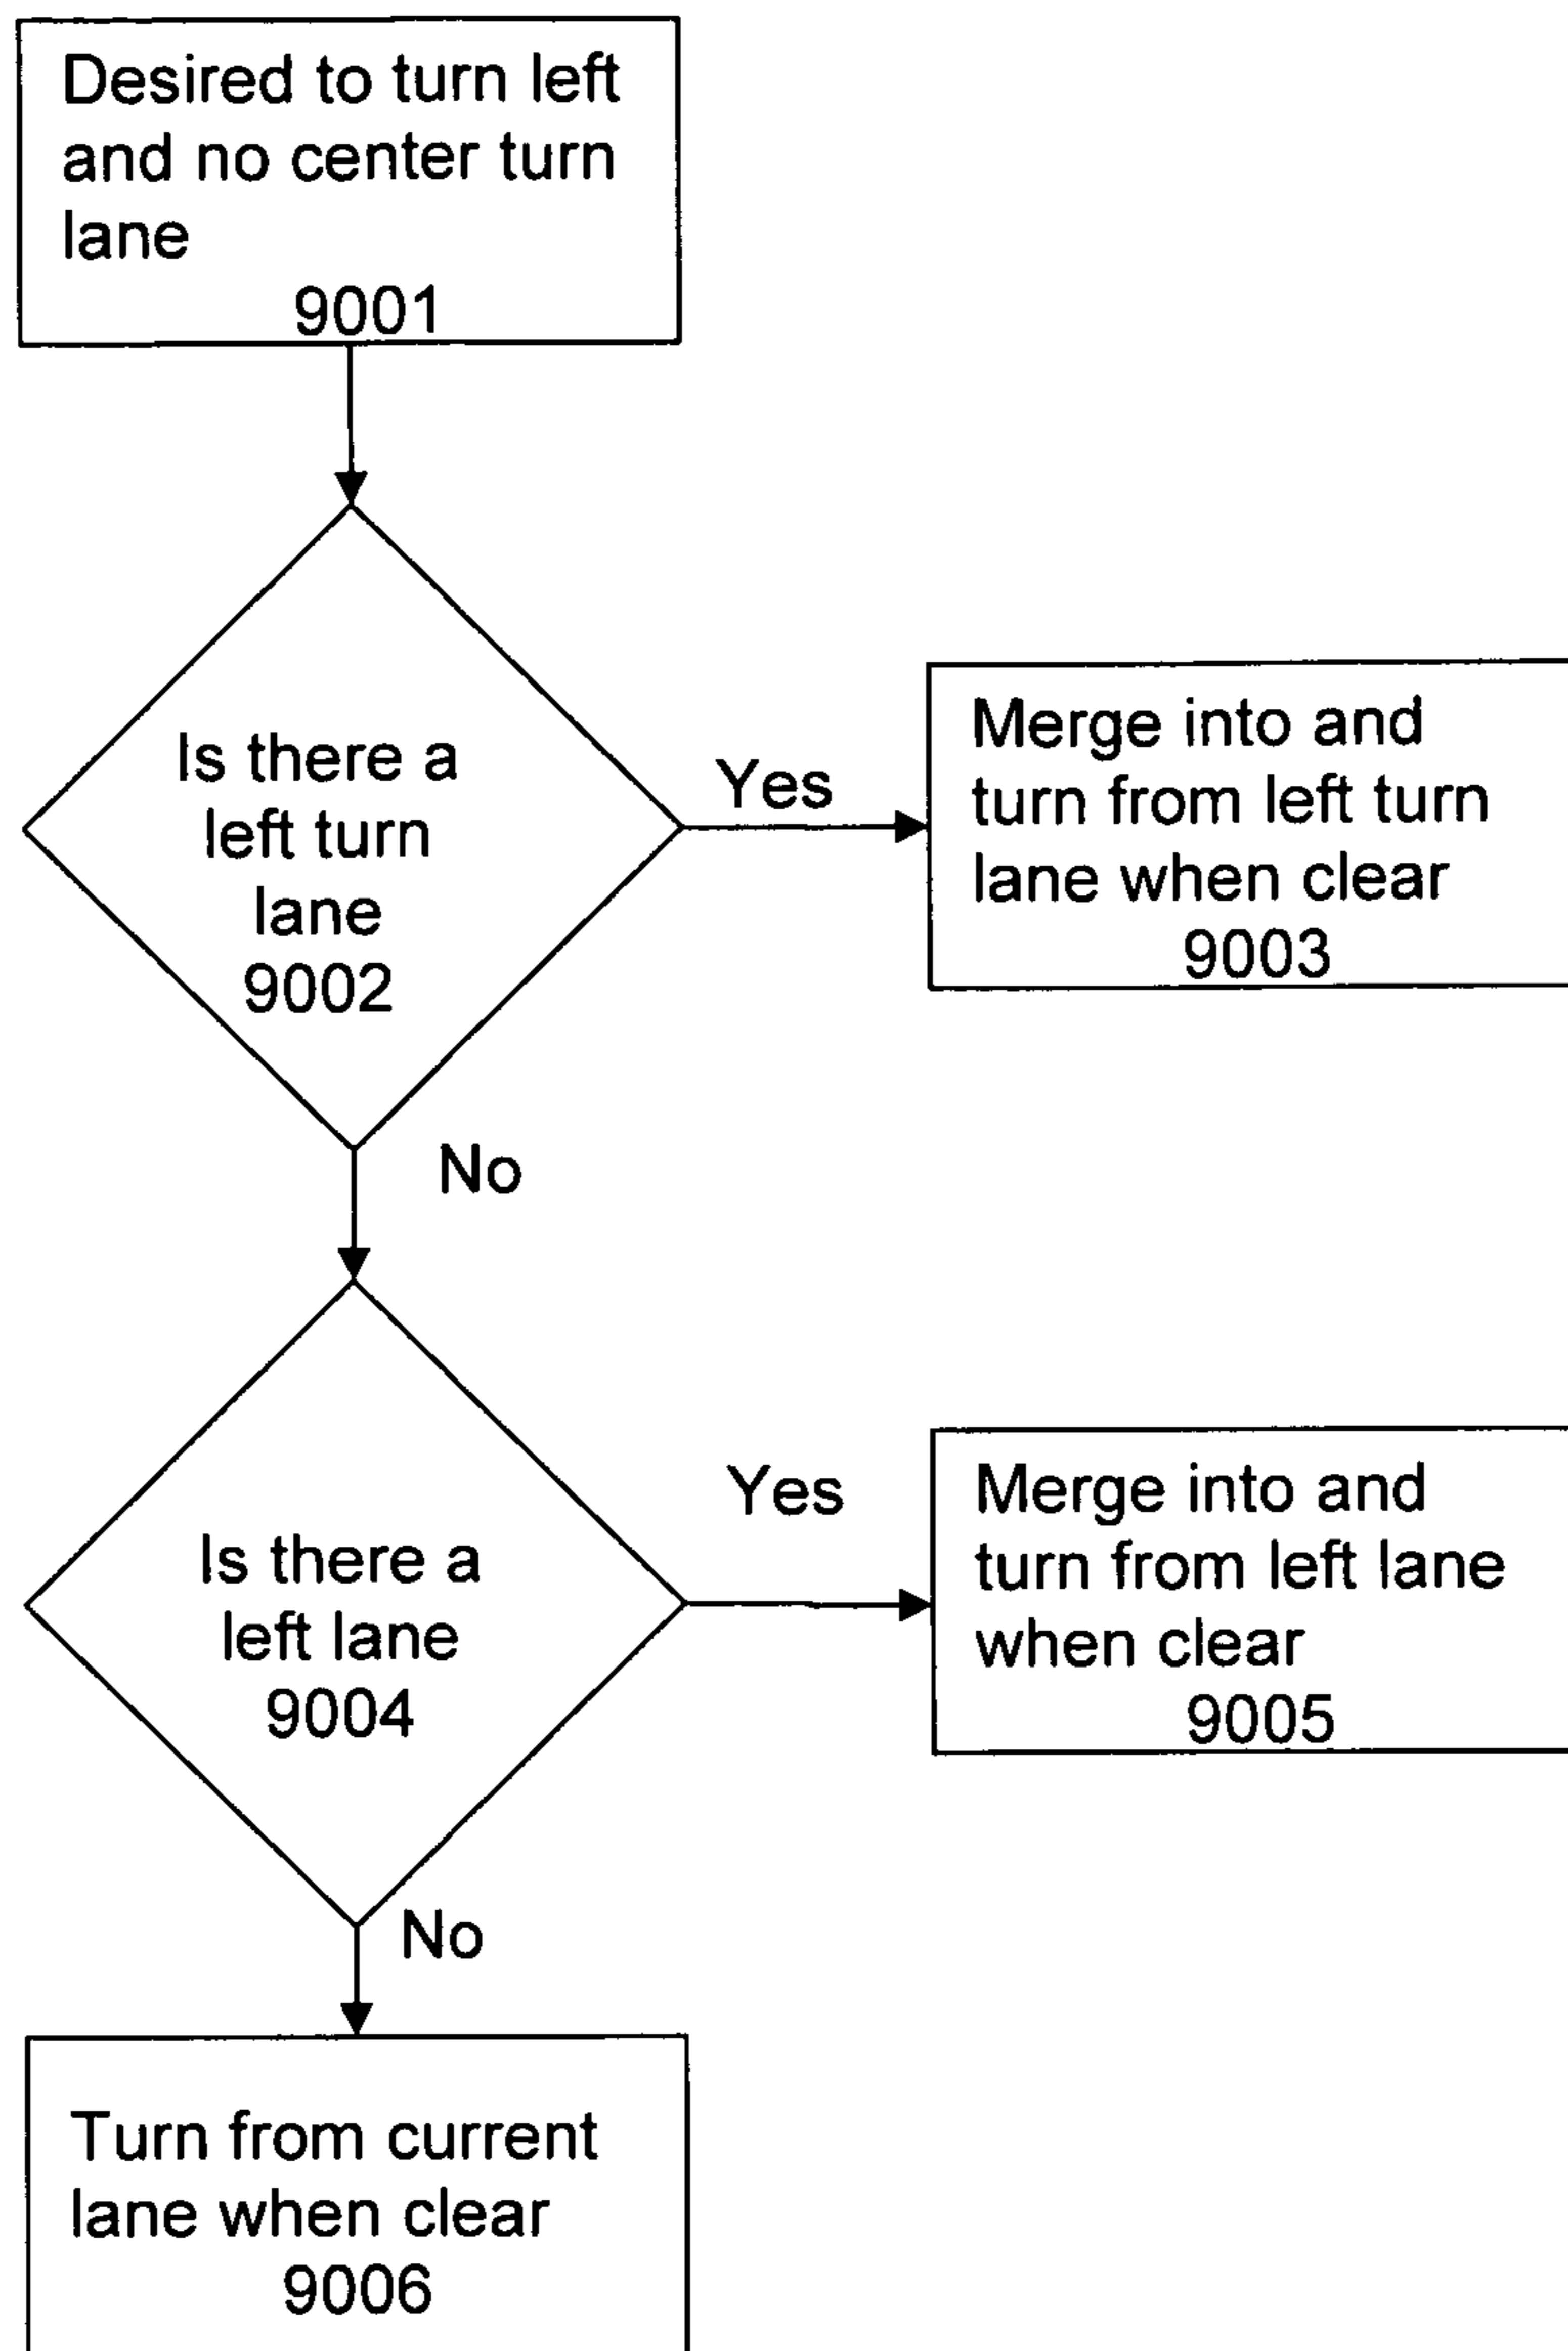 Desired to turn left
and no center turn
lane
9001
Is there a
left turn
lane
9002
Yes
Merge into and
turn from left turn
lane when clear
9003
No
Is there a
left lane
9004
Yes
Merge into and
turn from left lane
when clear
9005
No
Turn from current
lane when clear
9006